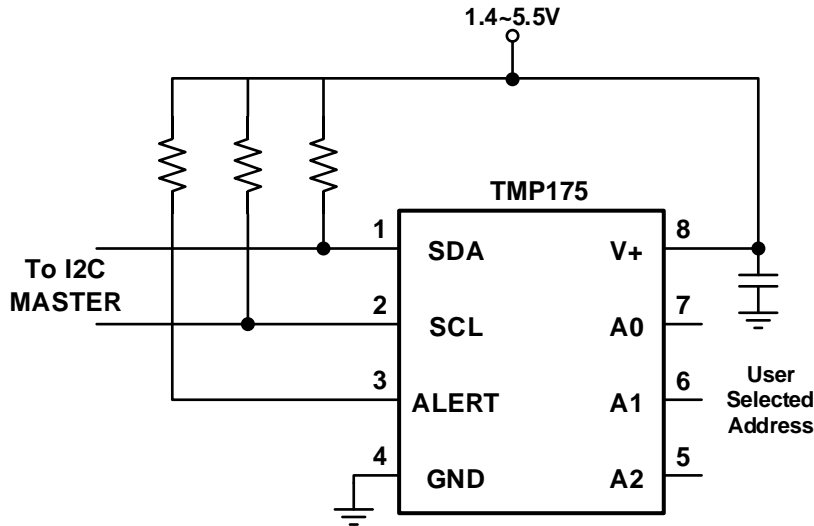 1.4~5.5V
TMP175
1
SDA
V+
8
To I2C
MASTER
2
SCL
A0
7
3
ALERT
A1
6
User
Selected
Address
4
GND
A2
5